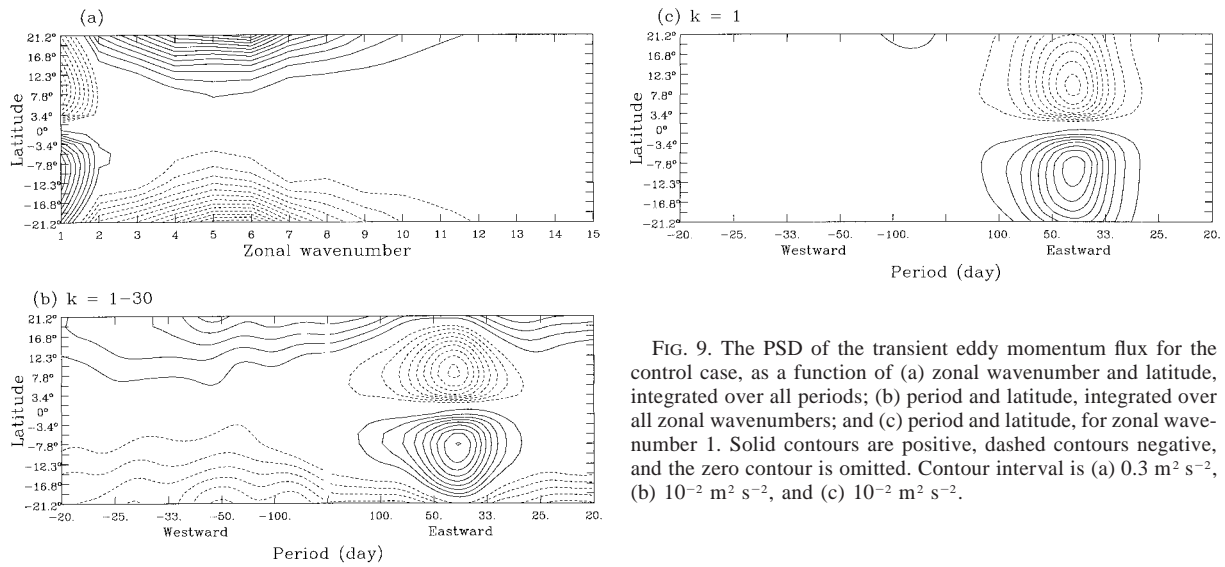 (a)
21.2°
16.8°
12.3°
7.8°
3.4°
0°
-3.4°
-7.8°
-12.3°
-16.8°
-21.2°
Latitude
1 2 3 4 5 6 7 8 9 10 11 12 13 14 15
Zonal wavenumber
(c) k = 1
21.2°
16.8°
12.3°
7.8°
3.4°
0°
-3.4°
-7.8°
-12.3°
-16.8°
-21.2°
Latitude
-20. -25. -33. -50. -100. 100. 50. 33. 25. 20.
Westward Eastward
Period (day)
(b) k = 1-30
21.2°
16.8°
12.3°
7.8°
3.4°
0°
-3.4°
-7.8°
-12.3°
-16.8°
-21.2°
Latitude
-20. -25. -33. -50. -100. 100. 50. 33. 25. 20.
Westward Eastward
Period (day)
FIG. 9. The PSD of the transient eddy momentum flux for the
control case, as a function of (a) zonal wavenumber and latitude,
integrated over all periods; (b) period and latitude, integrated over
all zonal wavenumbers; and (c) period and latitude, for zonal wave-
number 1. Solid contours are positive, dashed contours negative,
and the zero contour is omitted. Contour interval is (a) 0.3 m² s⁻²,
(b) 10⁻² m² s⁻², and (c) 10⁻² m² s⁻².